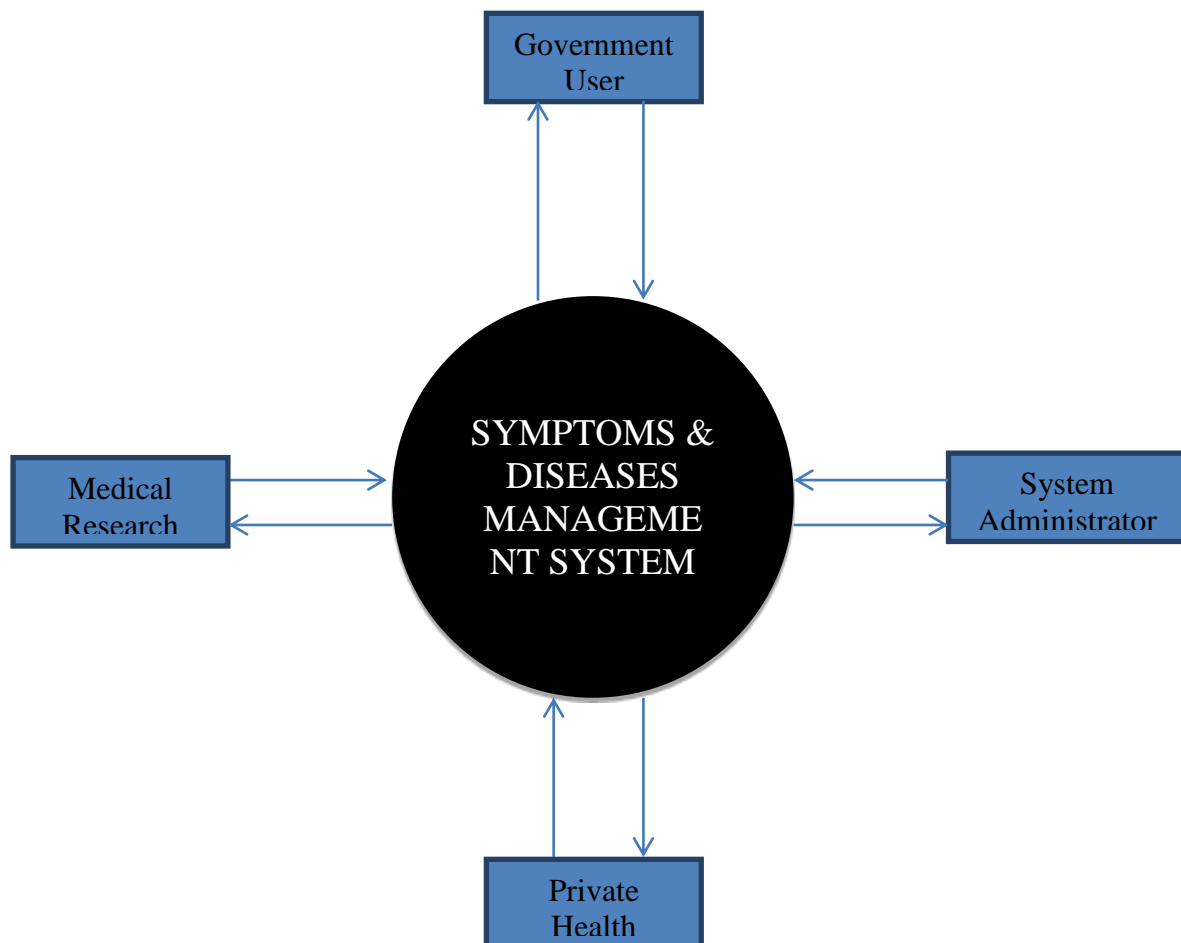 Government
User
SYMPTOMS &
DISEASES
MANAGEME
NT SYSTEM
Medical
Research
System
Administrator
Private
Health